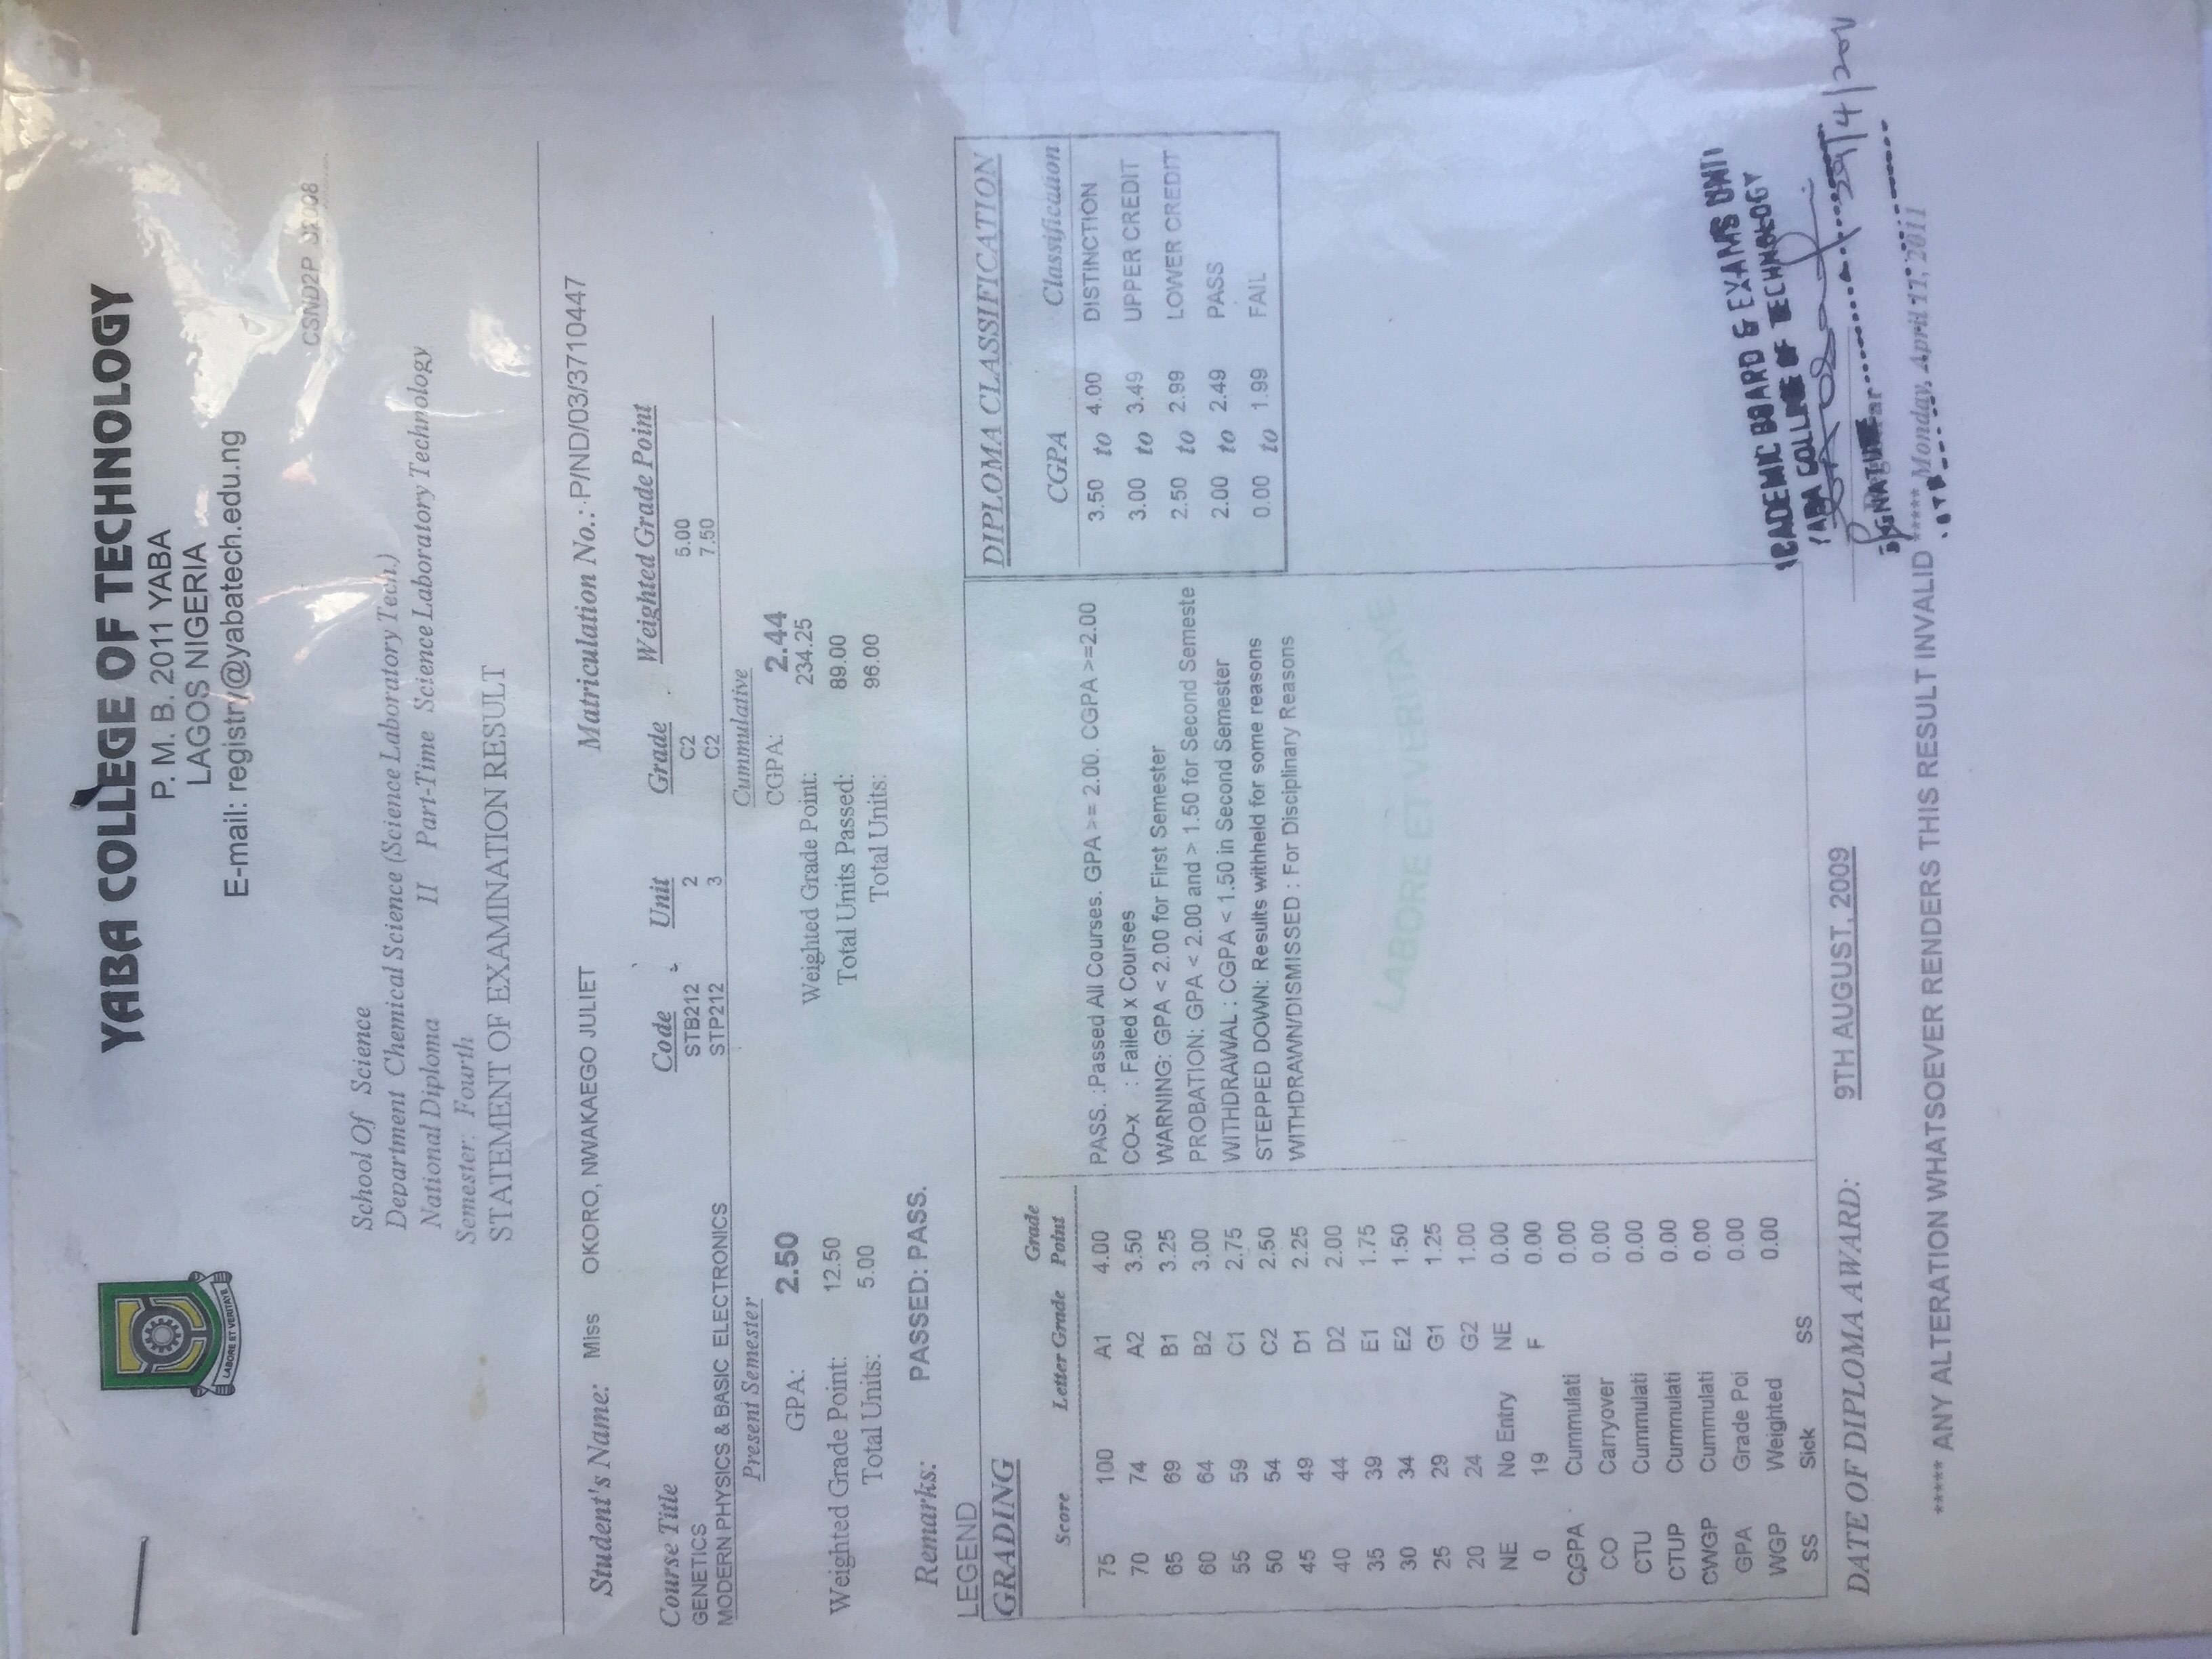 YABA COLLEGE OF TECHNOLOGY
P. M. B. 2011 YABA
LAGOS NIGERIA
E-mail: registry@yabatech.edu.ng
LABORE ET VERITAYE
CSND2P
School Of Science
Department Chemical Science (Science Laboratory Tech.)
National Diploma II Part-Time Science Laboratory Technology
Semester: Fourth
STATEMENT OF EXAMINATION RESULT
Student's Name: Miss OKORO, NWAKAEGO JULIET Matriculation No.: P/ND/03/3710447
Course Title Code Unit Grade Weighted Grade Point
GENETICS STB212 2 C2 5.00
MODERN PHYSICS & BASIC ELECTRONICS STP212 3 C2 7.50
Present Semester Cummulative
GPA: 2.50 CGPA: 2.44
Weighted Grade Point: 12.50 Weighted Grade Point: 234.25
Total Units: 5.00 Total Units Passed: 89.00
Total Units: 96.00
Remarks: PASSED: PASS.
LEGEND
GRADING DIPLOMA CLASSIFICATION
Score Letter Grade Grade Point CGPA Classification
75 100 A1 4.00 PASS. :Passed All Courses. GPA >= 2.00. CGPA >=2.00 3.50 to 4.00 DISTINCTION
70 74 A2 3.50 CO-x : Failed x Courses 3.00 to 3.49 UPPER CREDIT
65 69 B1 3.25 WARNING: GPA < 2.00 for First Semester 2.50 to 2.99 LOWER CREDIT
60 64 B2 3.00 PROBATION: GPA < 2.00 and > 1.50 for Second Semeste 2.00 to 2.49 PASS
55 59 C1 2.75 WITHDRAWAL : CGPA < 1.50 in Second Semester 0.00 to 1.99 FAIL
50 54 C2 2.50 STEPPED DOWN: Results withheld for some reasons
45 49 D1 2.25 WITHDRAWN/DISMISSED : For Disciplinary Reasons
40 44 D2 2.00
35 39 E1 1.75
30 34 E2 1.50
25 29 G1 1.25
20 24 G2 1.00
NE No Entry NE 0.00
0 19 F 0.00
CGPA Cummulati 0.00
CO Carryover 0.00
CTU Cummulati 0.00
CTUP Cummulati 0.00
CWGP Cummulati 0.00
GPA Grade Poi 0.00
WGP Weighted 0.00
SS Sick SS
LABORE ET VERITAYE
ACADEMIC BOARD & EXAMS UNIT
YABA COLLEGE OF TECHNOLOGY
SIGNATURE
DATE OF DIPLOMA AWARD: 9TH AUGUST, 2009
***** ANY ALTERATION WHATSOEVER RENDERS THIS RESULT INVALID ***** Monday, April 11, 2011